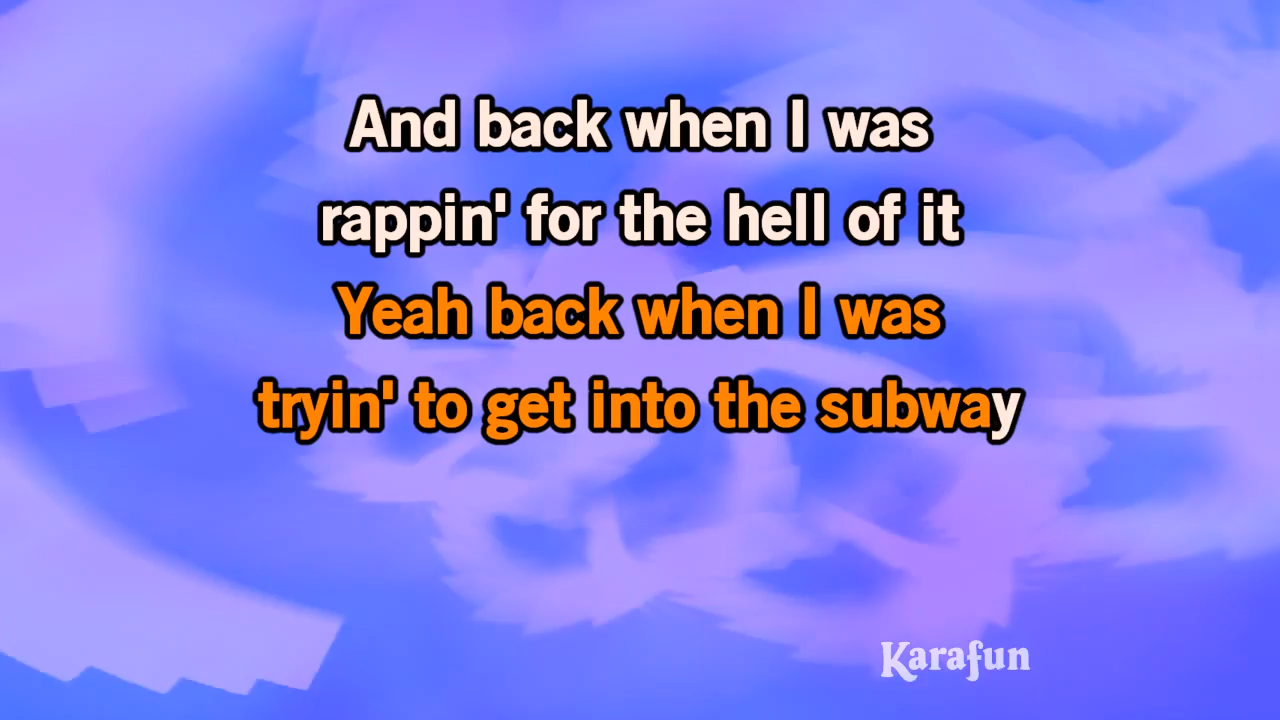 And back when I was
rappin' for the hell of it
Yeah back when I was
tryin' to get into the subway
Karafun